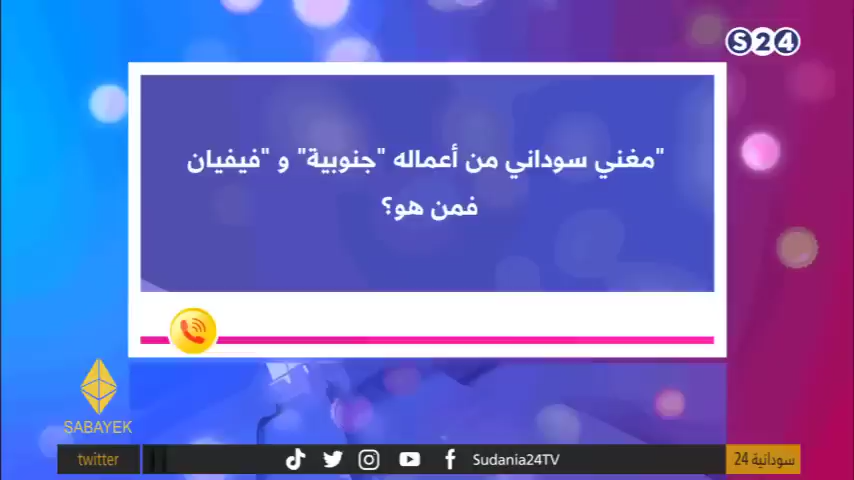 S24
"مغني سوداني من أعماله "جنوبية" و "فيفيان
فمن هو؟
SABAYEK
twitter
Sudania24TV
سودانية 24